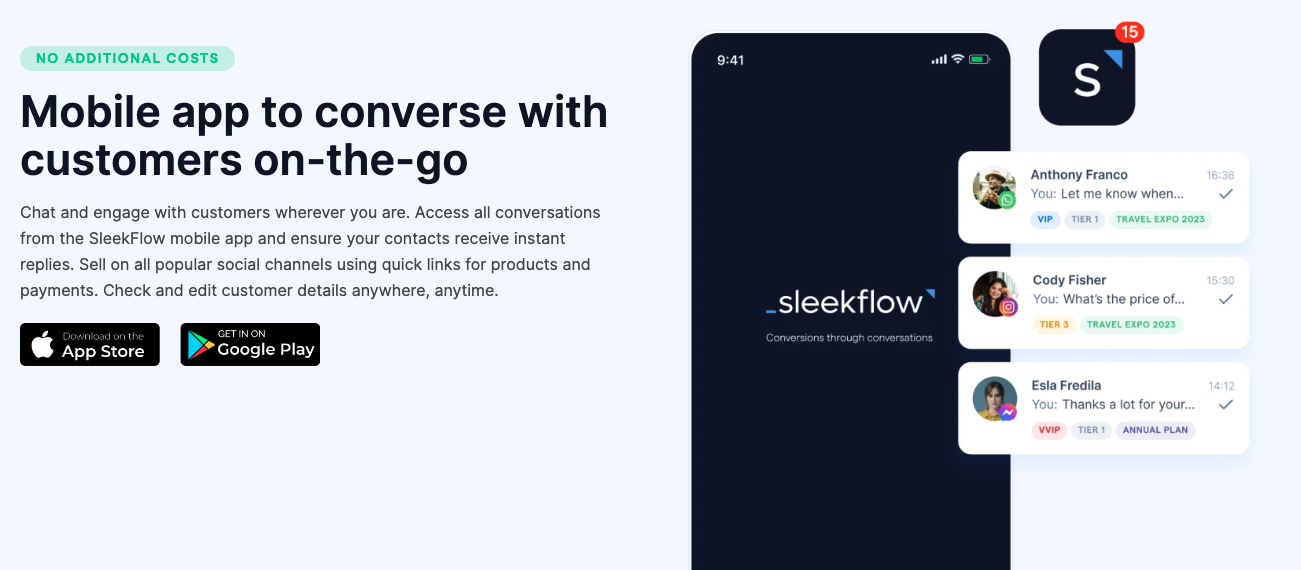 NO ADDITIONAL COSTS
Mobile app to converse with
customers on-the-go
Chat and engage with customers wherever you are. Access all conversations
from the SleekFlow mobile app and ensure your contacts receive instant
replies. Sell on all popular social channels using quick links for products and
payments. Check and edit customer details anywhere, anytime.
Download on the
App Store
GET IN ON
Google Play
9:41
_sleekflow
Conversions through conversations
15
S
Anthony Franco 16:36
You: Let me know when...
VIP TIER 1 TRAVEL EXPO 2023
Cody Fisher 15:30
You: What's the price of...
TIER 3 TRAVEL EXPO 2023
Esla Fredila 14:12
You: Thanks a lot for your...
VVIP TIER 1 ANNUAL PLAN